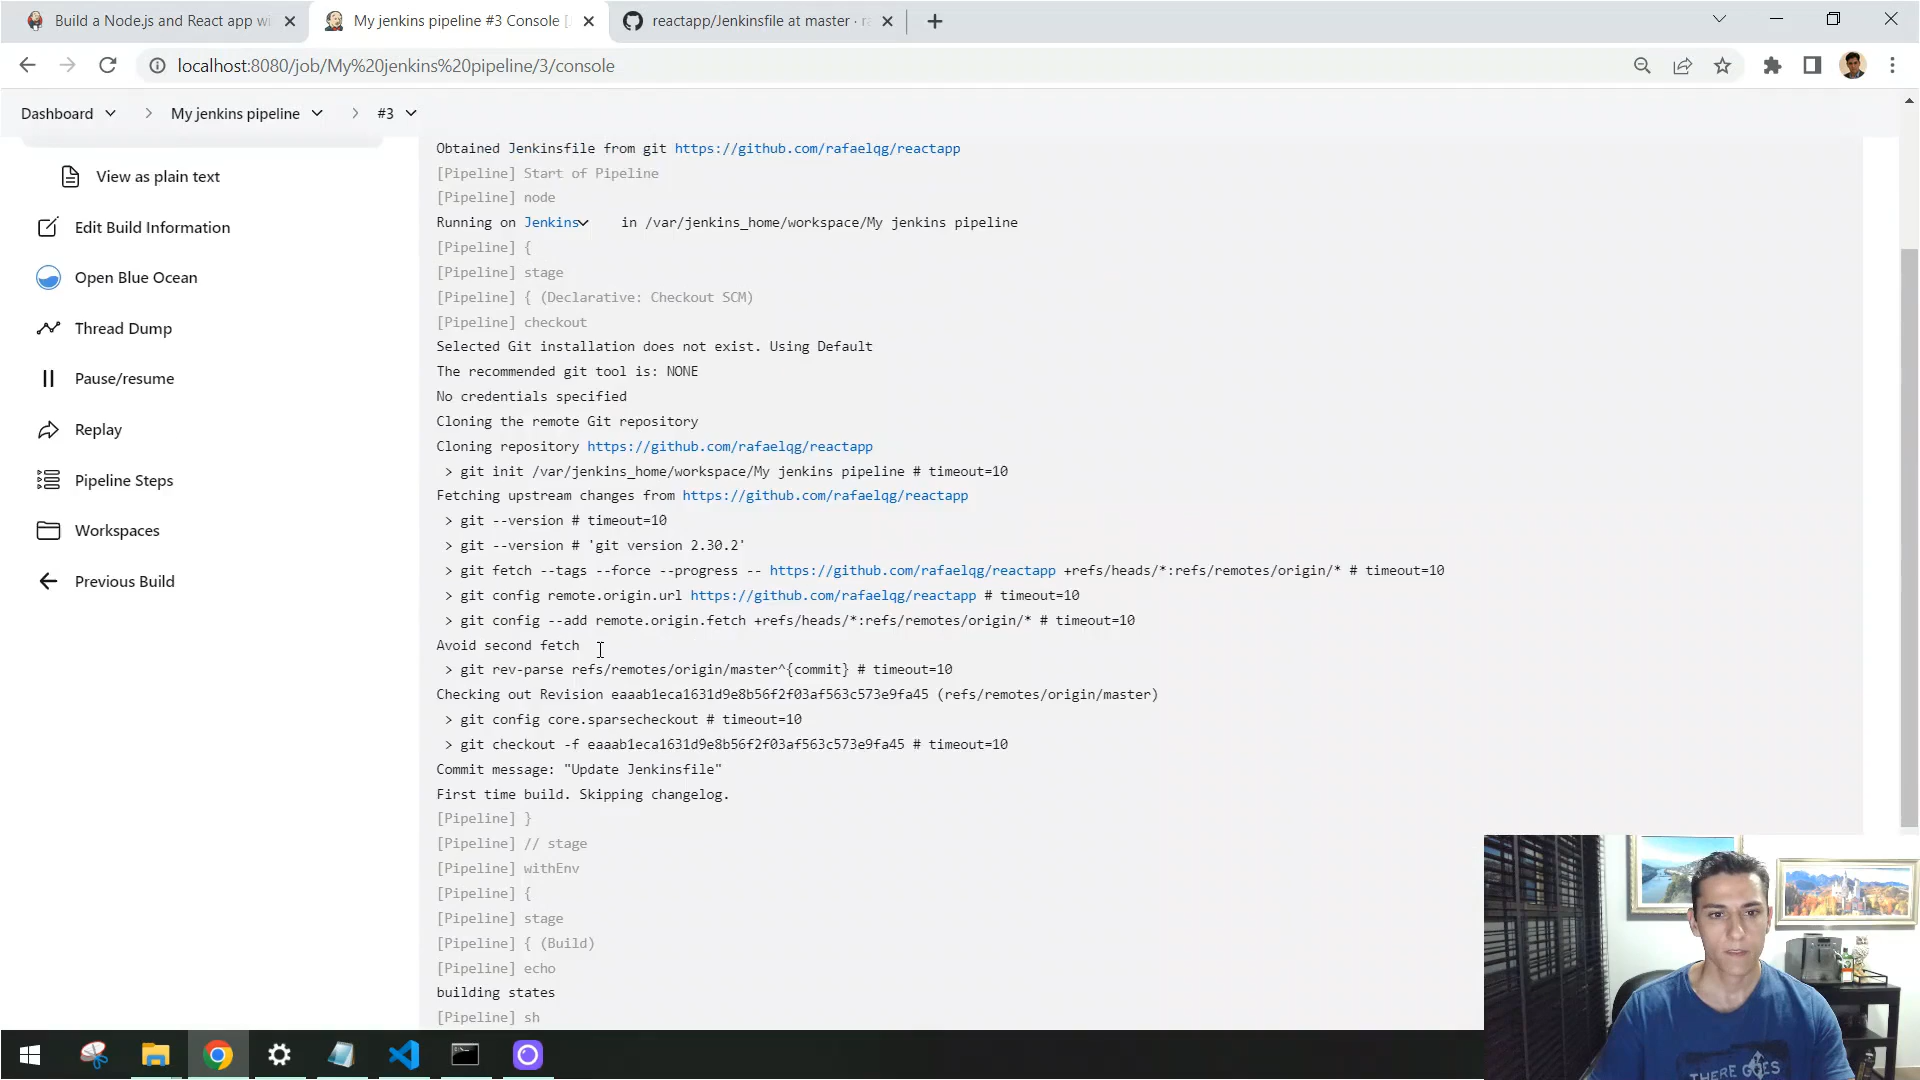 Build a Node.js and React app wi
My jenkins pipeline #3 Console [
reactapp/Jenkinsfile at master · ra
localhost:8080/job/My%20jenkins%20pipeline/3/console
Dashboard
My jenkins pipeline
#3
View as plain text
Edit Build Information
Open Blue Ocean
Thread Dump
Pause/resume
Replay
Pipeline Steps
Workspaces
Previous Build
Obtained Jenkinsfile from git https://github.com/rafaelqg/reactapp
[Pipeline] Start of Pipeline
[Pipeline] node
Running on Jenkins in /var/jenkins_home/workspace/My jenkins pipeline
[Pipeline] {
[Pipeline] stage
[Pipeline] { (Declarative: Checkout SCM)
[Pipeline] checkout
Selected Git installation does not exist. Using Default
The recommended git tool is: NONE
No credentials specified
Cloning the remote Git repository
Cloning repository https://github.com/rafaelqg/reactapp
> git init /var/jenkins_home/workspace/My jenkins pipeline # timeout=10
Fetching upstream changes from https://github.com/rafaelqg/reactapp
> git --version # timeout=10
> git --version # 'git version 2.30.2'
> git fetch --tags --force --progress -- https://github.com/rafaelqg/reactapp +refs/heads/*:refs/remotes/origin/* # timeout=10
> git config remote.origin.url https://github.com/rafaelqg/reactapp # timeout=10
> git config --add remote.origin.fetch +refs/heads/*:refs/remotes/origin/* # timeout=10
Avoid second fetch
> git rev-parse refs/remotes/origin/master^{commit} # timeout=10
Checking out Revision eaaab1eca1631d9e8b56f2f03af563c573e9fa45 (refs/remotes/origin/master)
> git config core.sparsecheckout # timeout=10
> git checkout -f eaaab1eca1631d9e8b56f2f03af563c573e9fa45 # timeout=10
Commit message: "Update Jenkinsfile"
First time build. Skipping changelog.
[Pipeline] }
[Pipeline] // stage
[Pipeline] withEnv
[Pipeline] {
[Pipeline] stage
[Pipeline] { (Build)
[Pipeline] echo
building states
[Pipeline] sh
THERE GOES